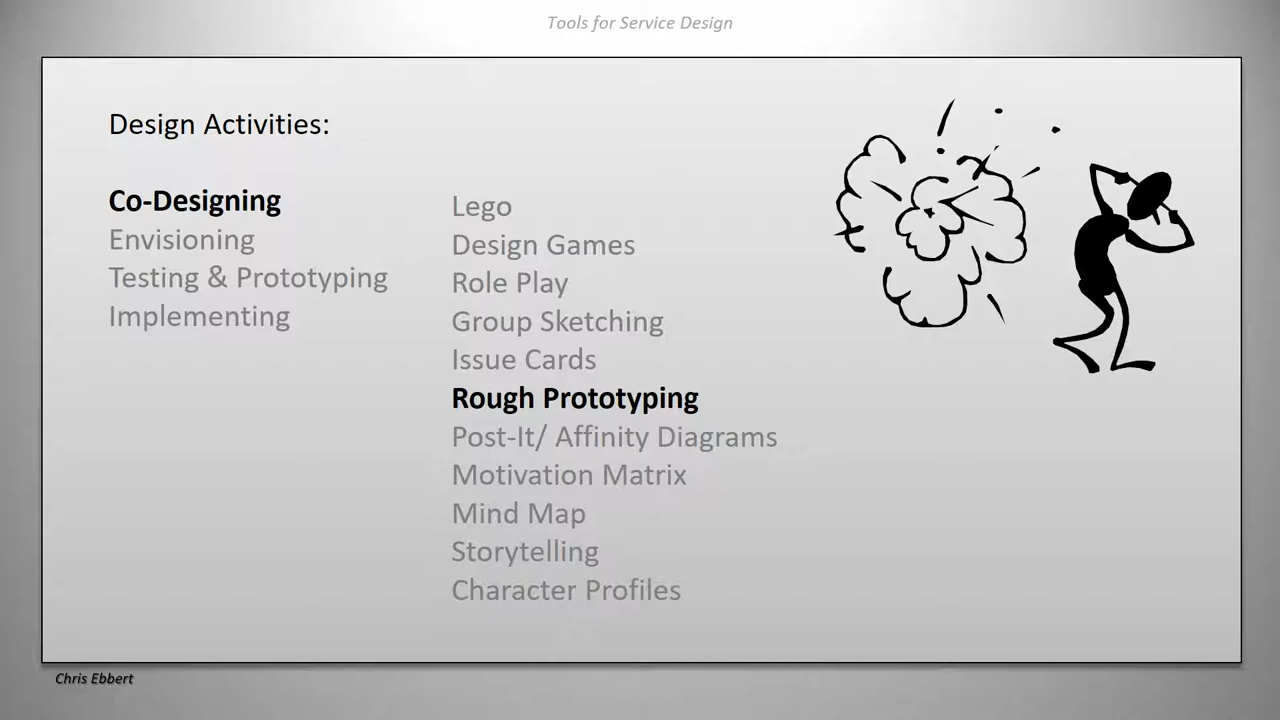 Tools for Service Design
Design Activities:
Co-Designing
Envisioning
Testing & Prototyping
Implementing
Lego
Design Games
Role Play
Group Sketching
Issue Cards
Rough Prototyping
Post-It/ Affinity Diagrams
Motivation Matrix
Mind Map
Storytelling
Character Profiles
Chris Ebbert